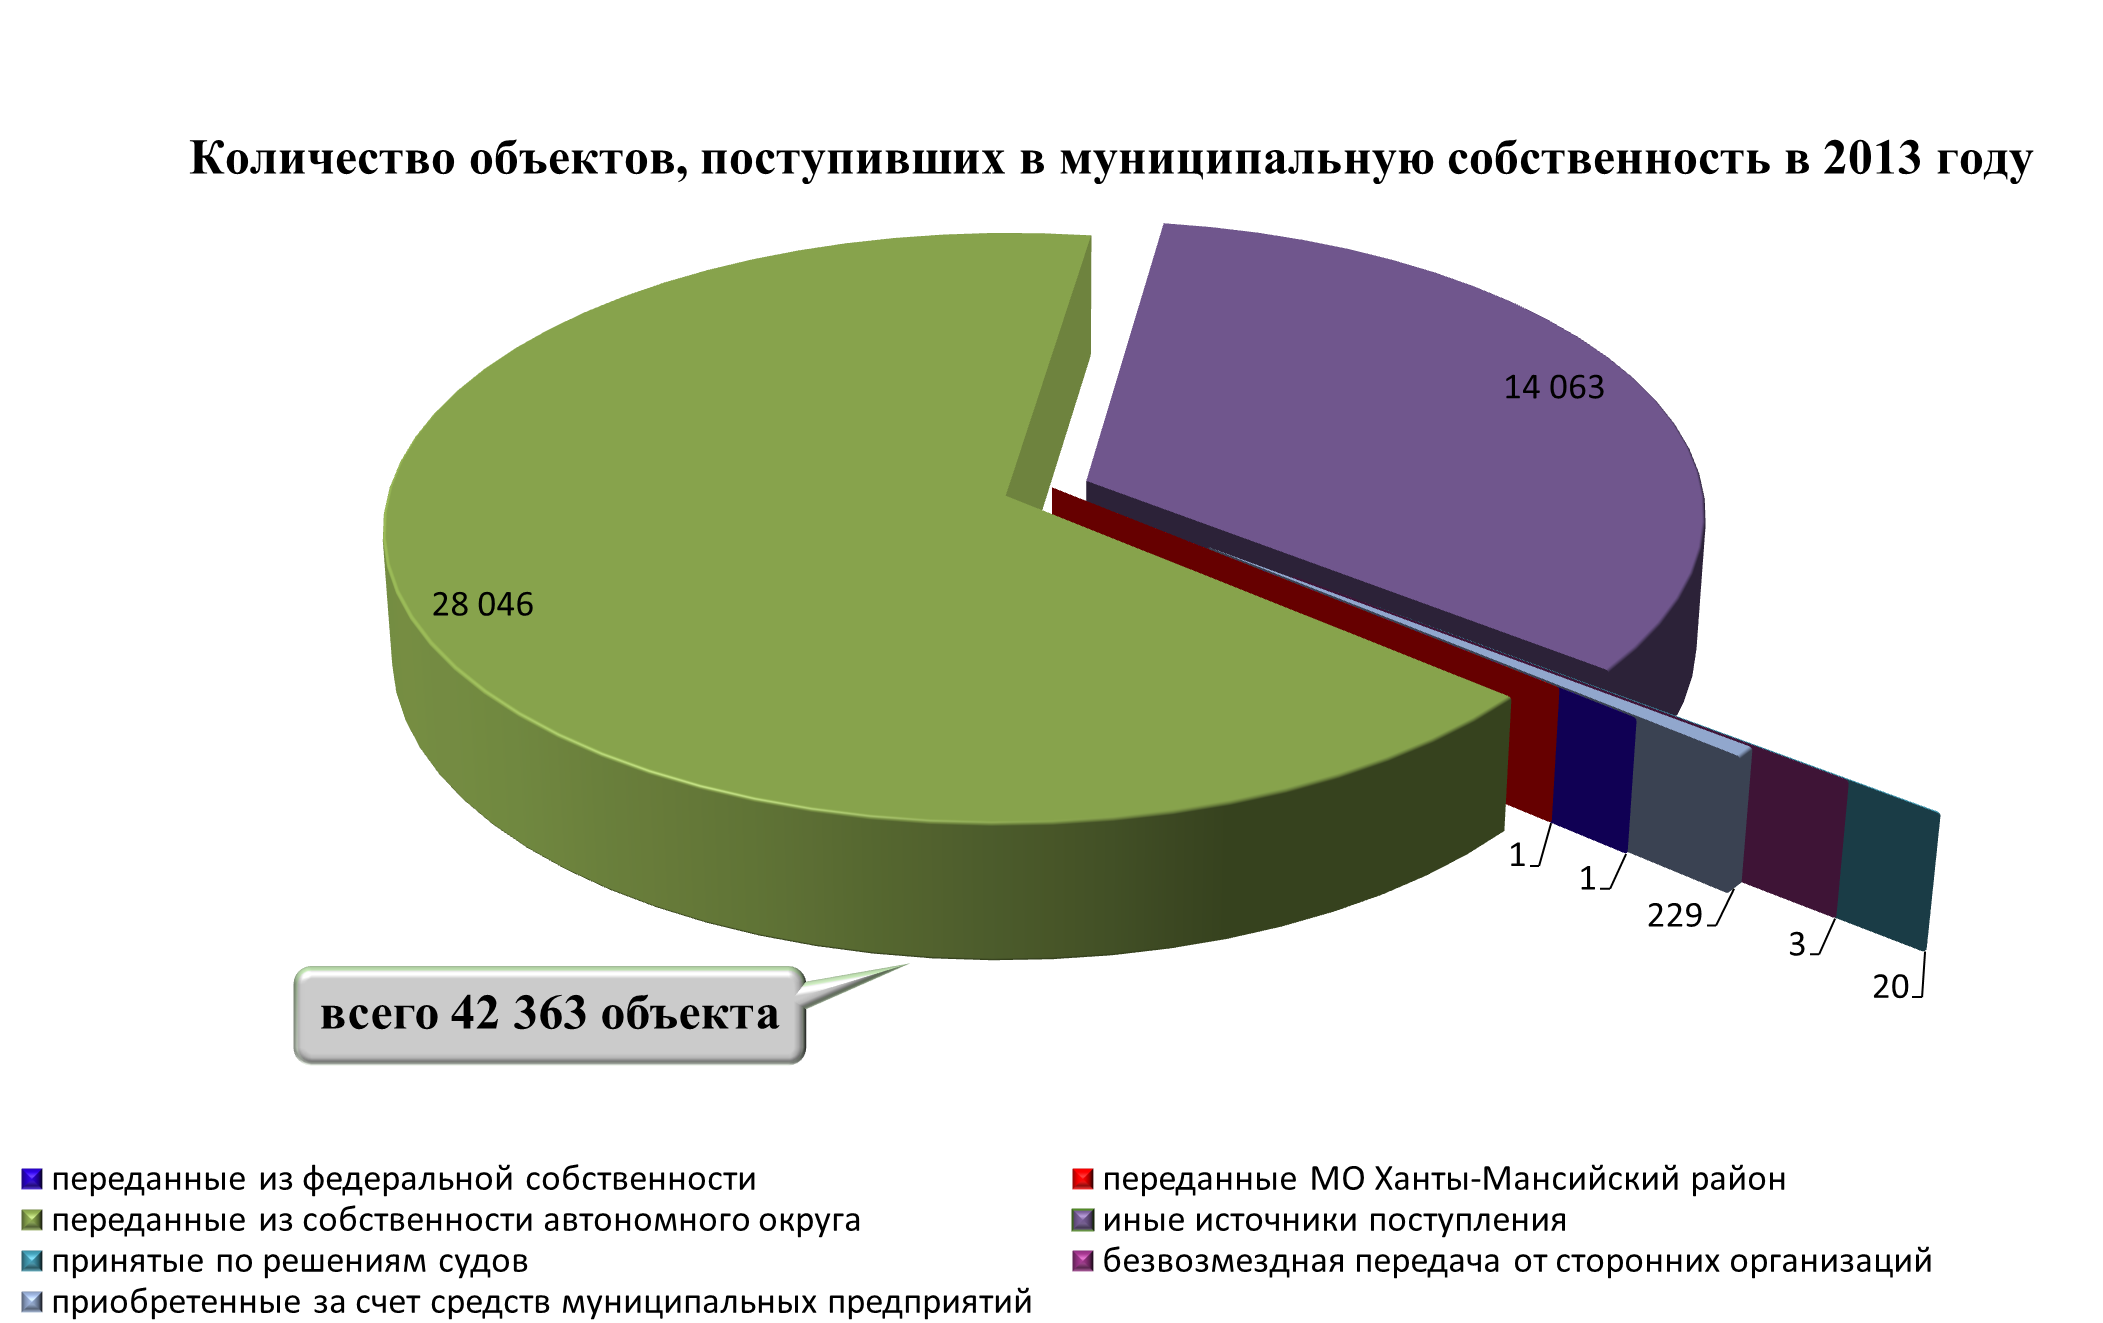 Количество объектов, поступивших в муниципальную собственность в 2013 году
14 063
28 046
1
1
229
3
20
всего 42 363 объекта
переданные из федеральной собственности
переданные МО Ханты-Мансийский район
переданные из собственности автономного округа
иные источники поступления
принятые по решениям судов
безвозмездная передача от сторонних организаций
приобретенные за счет средств муниципальных предприятий